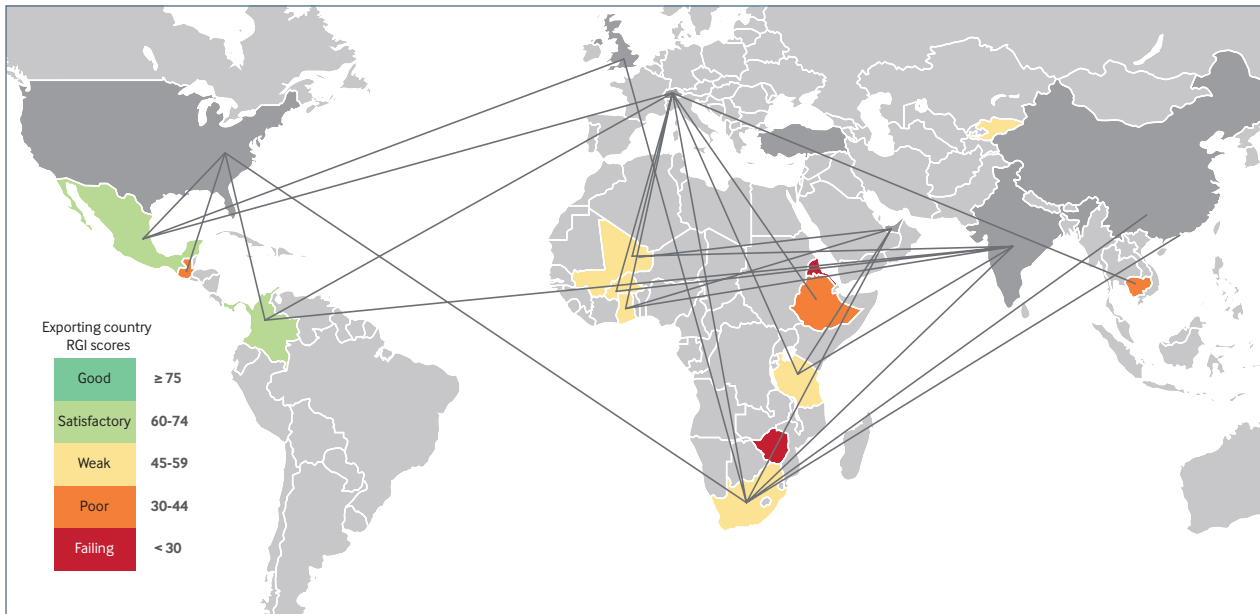 Exporting country
RGI scores
Good ≥ 75
Satisfactory 60-74
Weak 45-59
Poor 30-44
Failing < 30